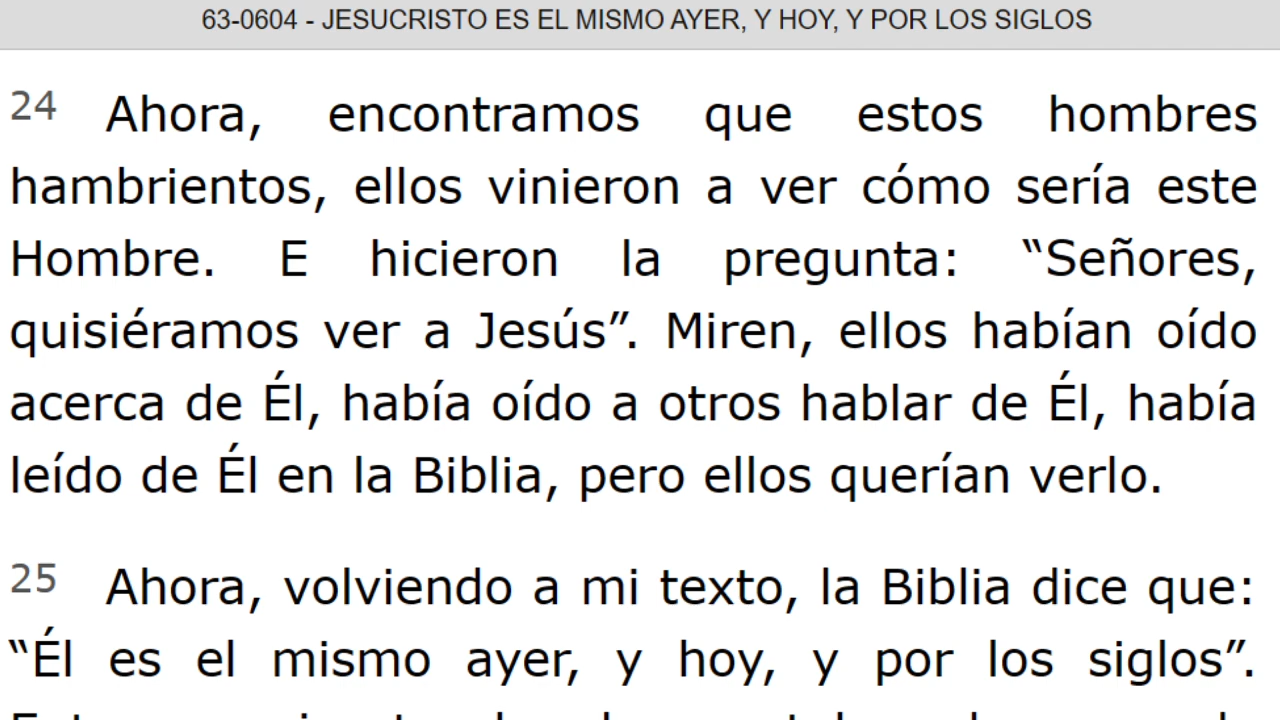 63-0604 - JESUCRISTO ES EL MISMO AYER, Y HOY, Y POR LOS SIGLOS
24 Ahora, encontramos que estos hombres
hambrientos, ellos vinieron a ver cómo sería este
Hombre. E hicieron la pregunta: “Señores,
quisiéramos ver a Jesús”. Miren, ellos habían oído
acerca de Él, había oído a otros hablar de Él, había
leído de Él en la Biblia, pero ellos querían verlo.
25 Ahora, volviendo a mi texto, la Biblia dice que:
“Él es el mismo ayer, y hoy, y por los siglos”.